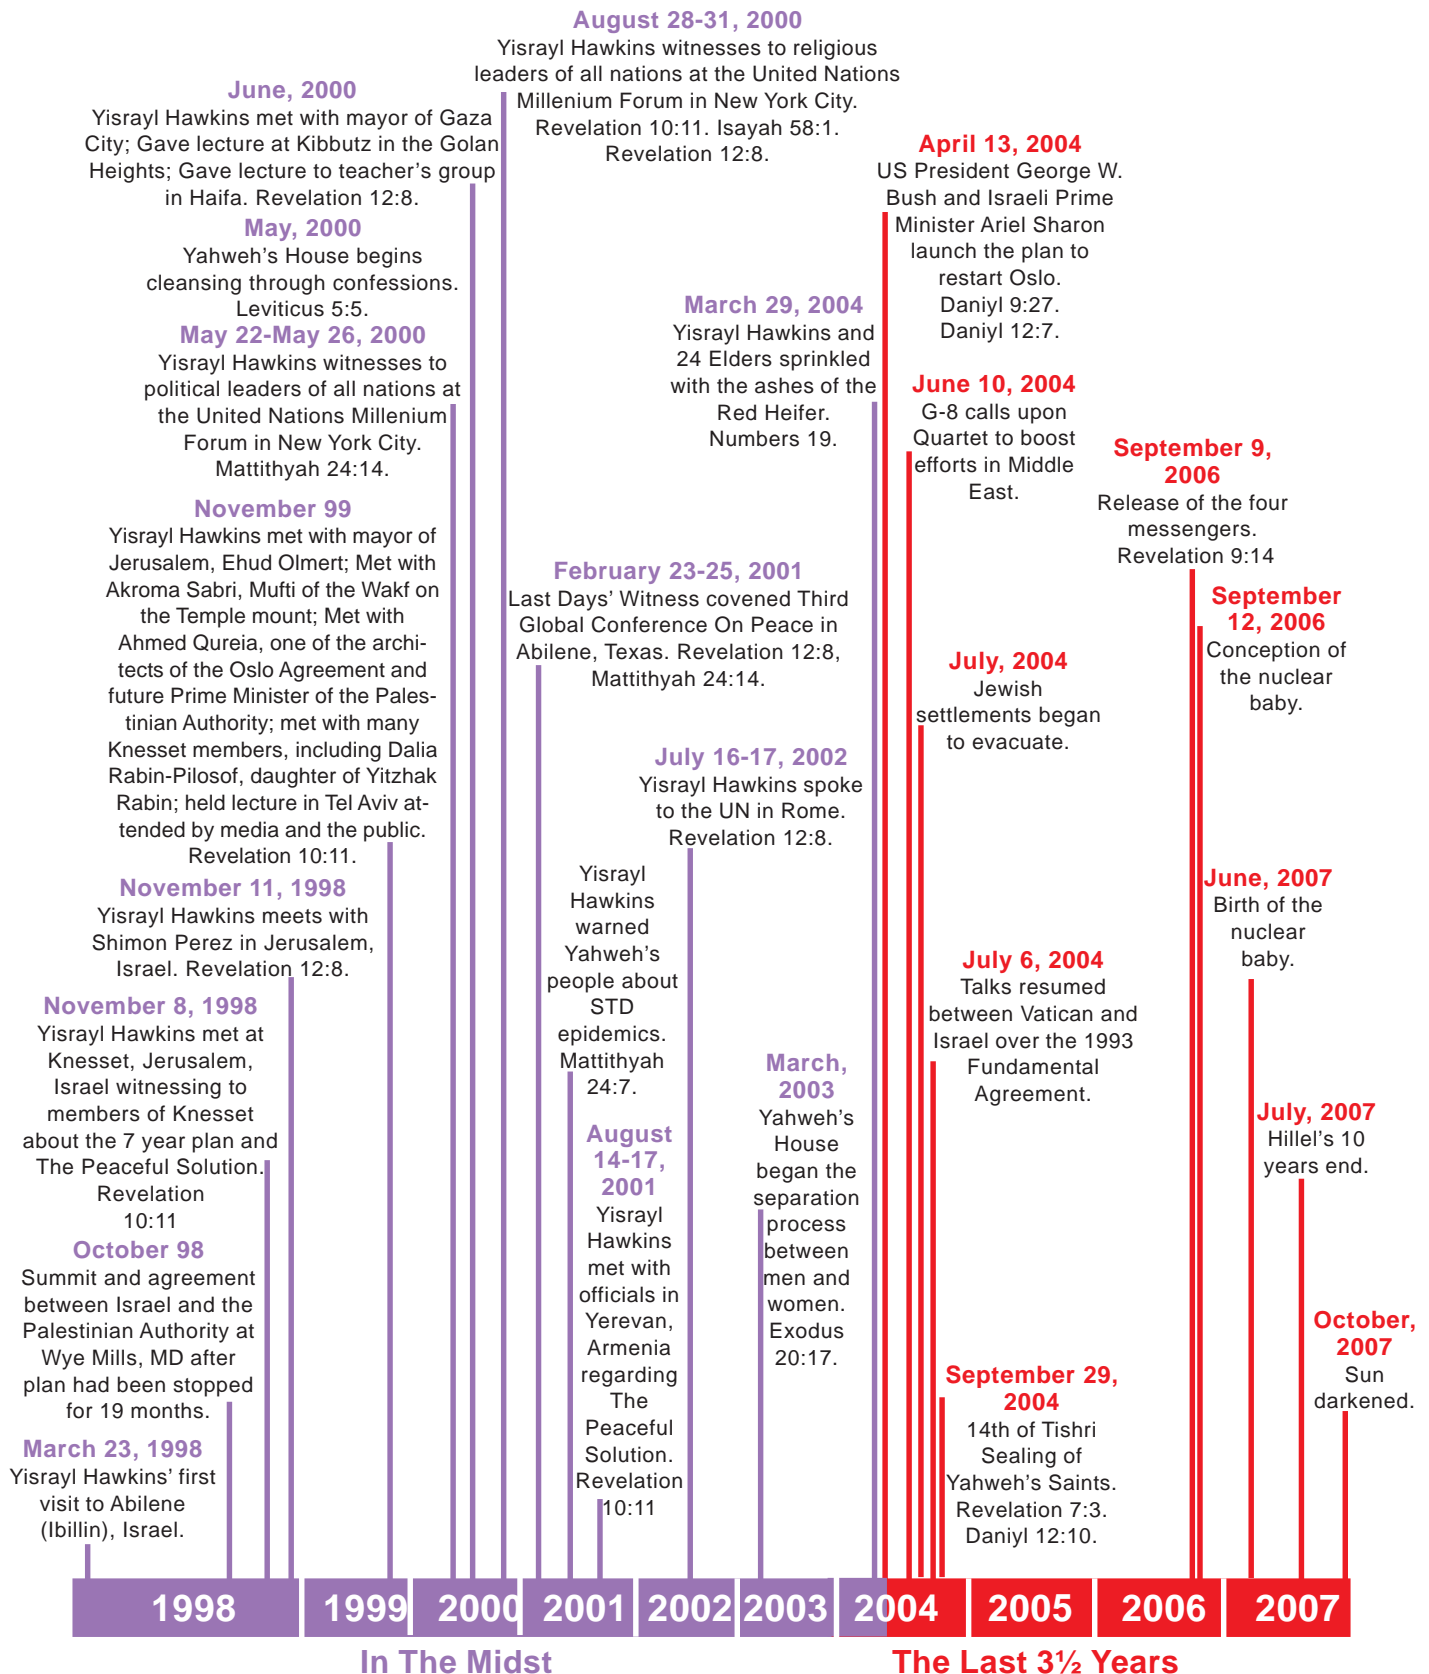 August 28-31, 2000
Yisrayl Hawkins witnesses to religious
leaders of all nations at the United Nations
Millenium Forum in New York City.
Revelation 10:11. Isayah 58:1.
Revelation 12:8.
June, 2000
Yisrayl Hawkins met with mayor of Gaza
City; Gave lecture at Kibbutz in the Golan
Heights; Gave lecture to teacher's group
in Haifa. Revelation 12:8.
May, 2000
Yahweh's House begins
cleansing through confessions.
Leviticus 5:5.
May 22-May 26, 2000
Yisrayl Hawkins witnesses to
political leaders of all nations at
the United Nations Millenium
Forum in New York City.
Mattithyah 24:14.
November 99
Yisrayl Hawkins met with mayor of
Jerusalem, Ehud Olmert; Met with
Akroma Sabri, Mufti of the Wakf on
the Temple mount; Met with
Ahmed Qureia, one of the archi-
tects of the Oslo Agreement and
future Prime Minister of the Pales-
tinian Authority; met with many
Knesset members, including Dalia
Rabin-Pilosof, daughter of Yitzhak
Rabin; held lecture in Tel Aviv at-
tended by media and the public.
Revelation 10:11.
November 11, 1998
Yisrayl Hawkins meets with
Shimon Perez in Jerusalem,
Israel. Revelation 12:8.
November 8, 1998
Yisrayl Hawkins met at
Knesset, Jerusalem,
Israel witnessing to
members of Knesset
about the 7 year plan and
The Peaceful Solution.
Revelation
10:11
October 98
Summit and agreement
between Israel and the
Palestinian Authority at
Wye Mills, MD after
plan had been stopped
for 19 months.
March 23, 1998
Yisrayl Hawkins' first
visit to Abilene
(Ibillin), Israel.
February 23-25, 2001
Last Days' Witness covened Third
Global Conference On Peace in
Abilene, Texas. Revelation 12:8,
Mattithyah 24:14.
Yisrayl
Hawkins
warned
Yahweh's
people about
STD
epidemics.
Mattithyah
24:7.
August
14-17,
2001
Yisrayl
Hawkins
met with
officials in
Yerevan,
Armenia
regarding
The
Peaceful
Solution.
Revelation
10:11
July 16-17, 2002
Yisrayl Hawkins spoke
to the UN in Rome.
Revelation 12:8.
March,
2003
Yahweh's
House
began the
separation
process
between
men and
women.
Exodus
20:17.
March 29, 2004
Yisrayl Hawkins and
24 Elders sprinkled
with the ashes of the
Red Heifer.
Numbers 19.
April 13, 2004
US President George W.
Bush and Israeli Prime
Minister Ariel Sharon
launch the plan to
restart Oslo.
Daniyl 9:27.
Daniyl 12:7.
June 10, 2004
G-8 calls upon
Quartet to boost
efforts in Middle
East.
July, 2004
Jewish
settlements began
to evacuate.
July 6, 2004
Talks resumed
between Vatican and
Israel over the 1993
Fundamental
Agreement.
September 29,
2004
14th of Tishri
Sealing of
Yahweh's Saints.
Revelation 7:3.
Daniyl 12:10.
September 9,
2006
Release of the four
messengers.
Revelation 9:14
September
12, 2006
Conception of
the nuclear
baby.
June, 2007
Birth of the
nuclear
baby.
July, 2007
Hillel's 10
years end.
October,
2007
Sun
darkened.
1998 1999 2000 2001 2002 2003 2004 2005 2006 2007
In The Midst
The Last 3½ Years